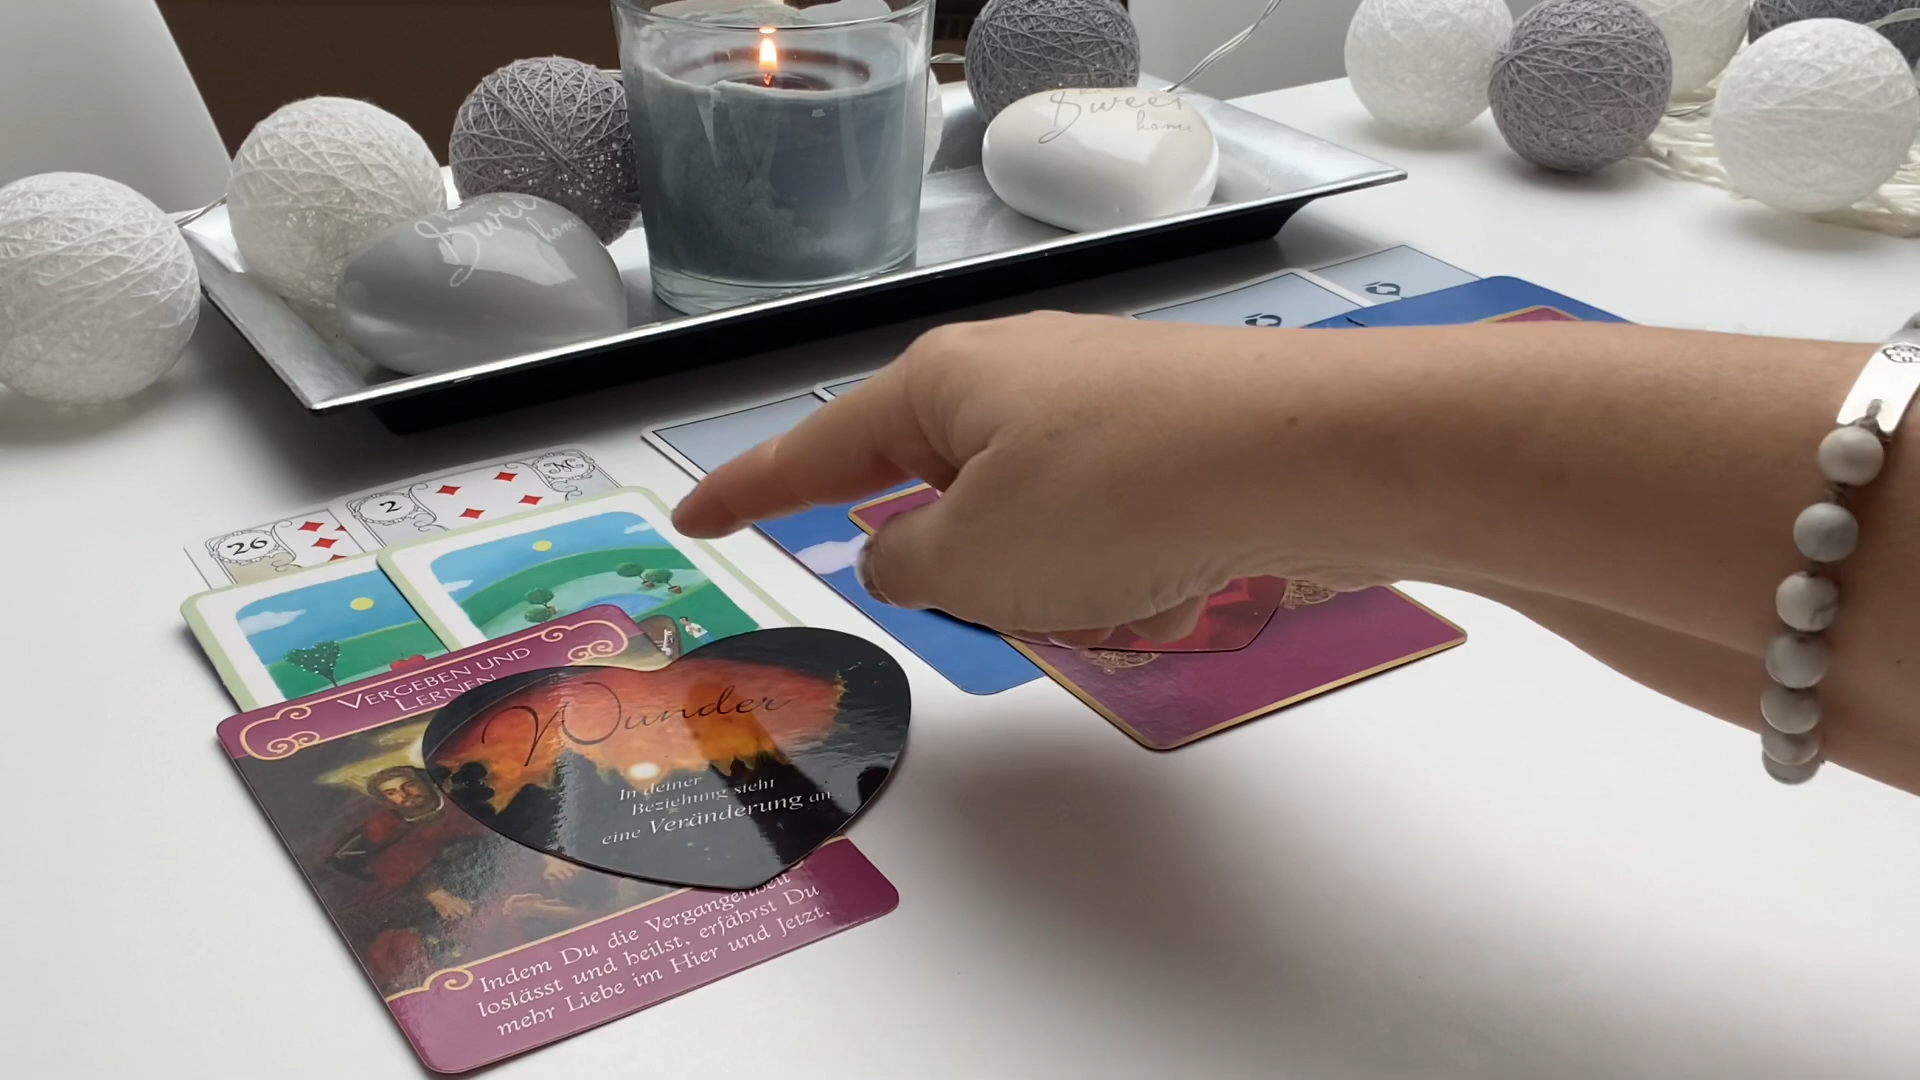 Sweet
home
Sweet
26
2
VERGEBEN UND
LERNEN
Wunder
In deiner
Beziehung steht
eine Veränderung an
Indem Du die Vergangenheit
loslässt und heilst, erfährst Du
mehr Liebe im Hier und Jetzt.